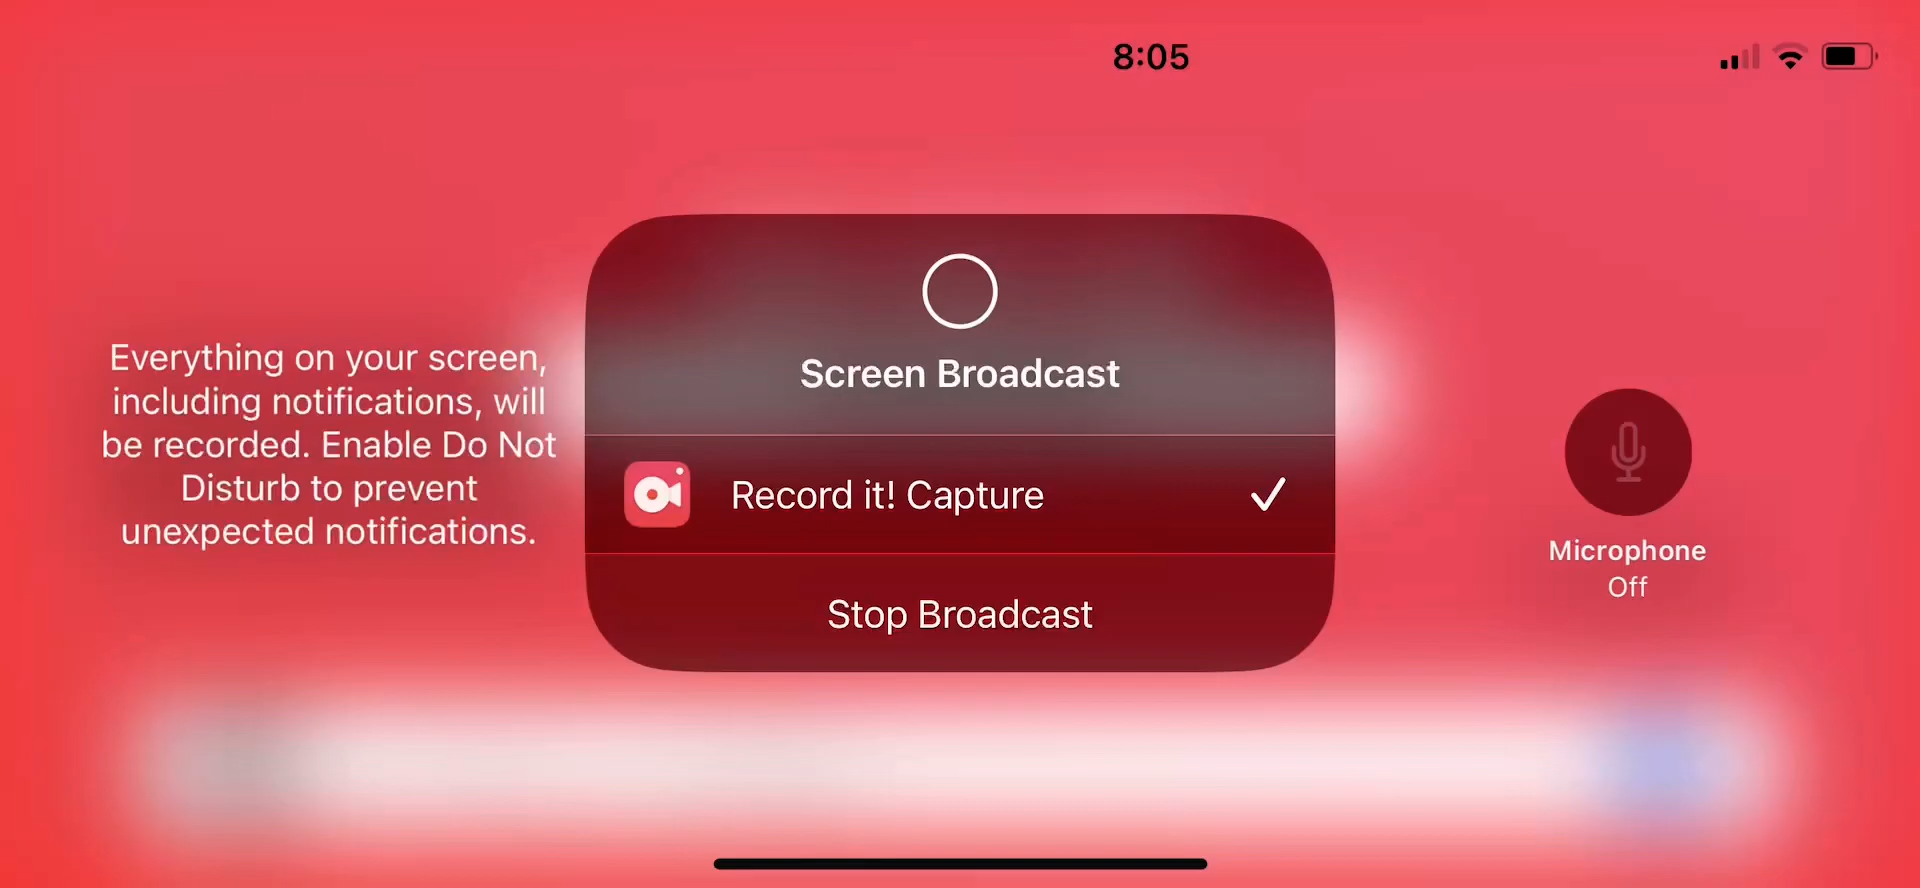 8:05
Everything on your screen,
including notifications, will
be recorded. Enable Do Not
Disturb to prevent
unexpected notifications.
Screen Broadcast
Record it! Capture
Stop Broadcast
Microphone
Off